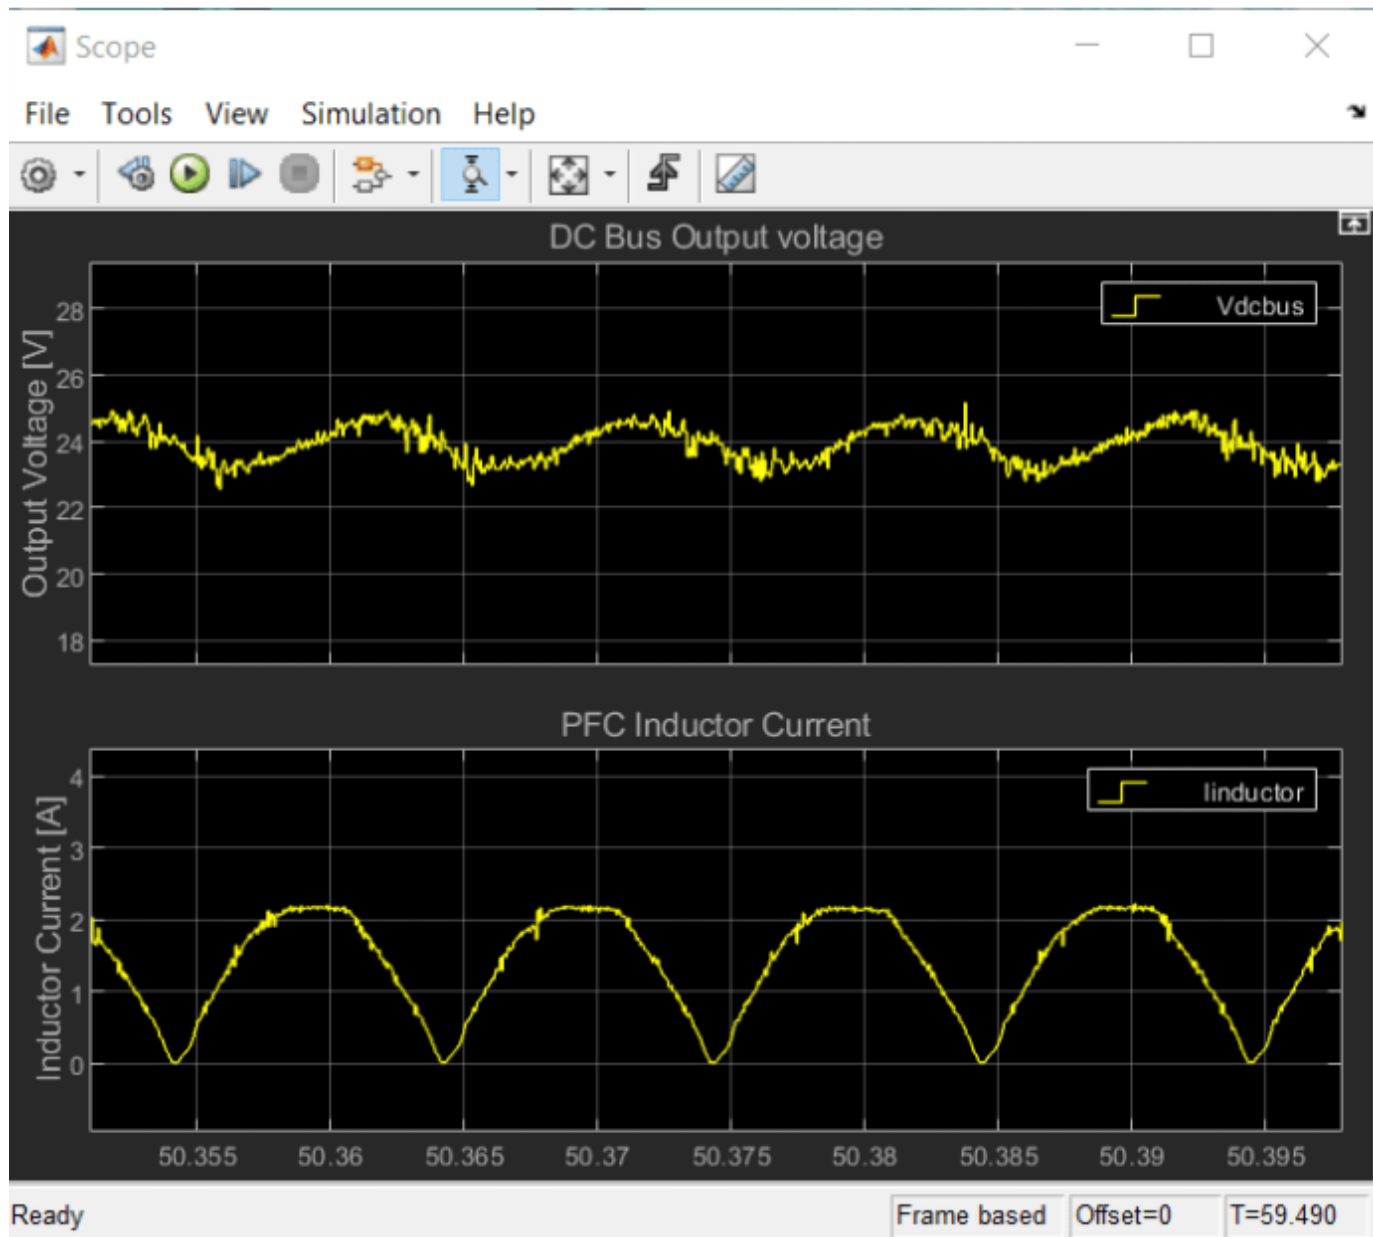 Scope
File Tools View Simulation Help
DC Bus Output voltage
Output Voltage [V]
28
26
24
22
20
18
Vdcbus
PFC Inductor Current
Inductor Current [A]
4
3
2
1
0
Iinductor
50.355 50.36 50.365 50.37 50.375 50.38 50.385 50.39 50.395
Ready Frame based Offset=0 T=59.490